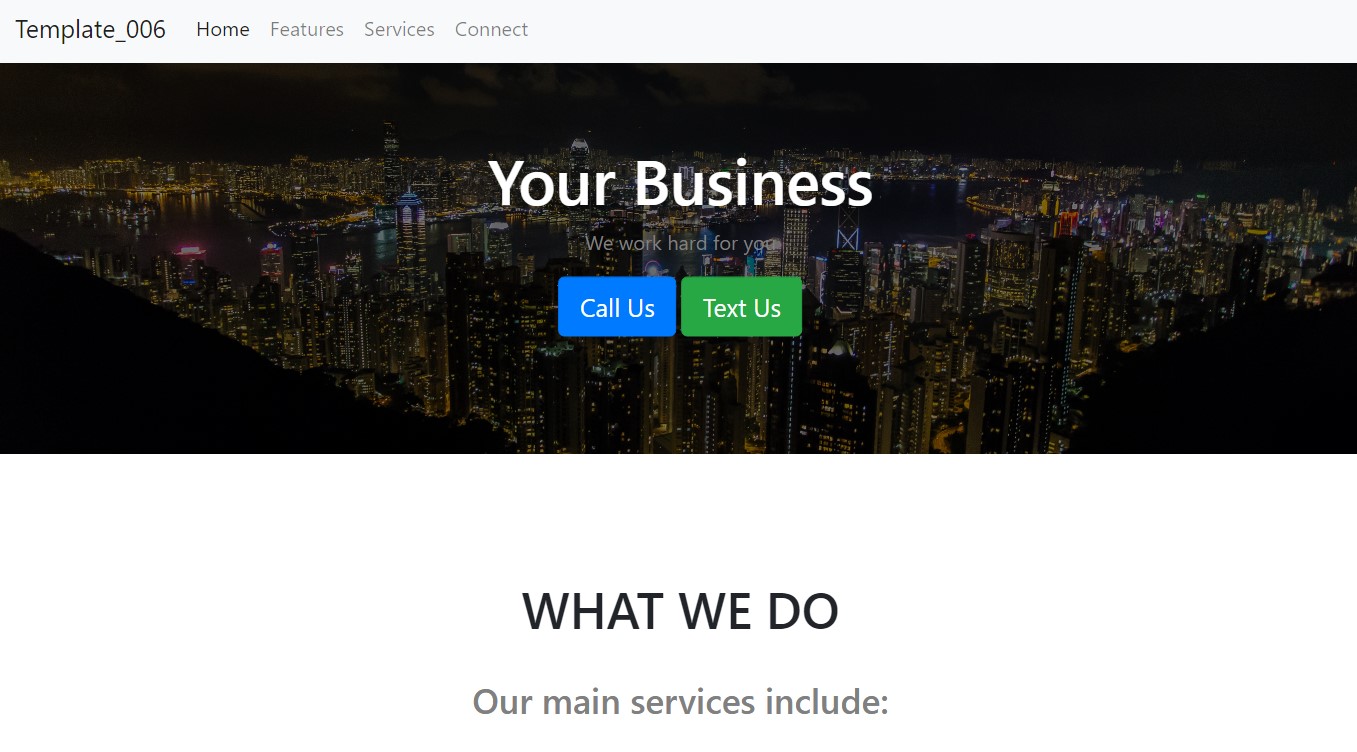 Template_006 Home Features Services Connect
Your Business
We work hard for you
Call Us Text Us
WHAT WE DO
Our main services include: